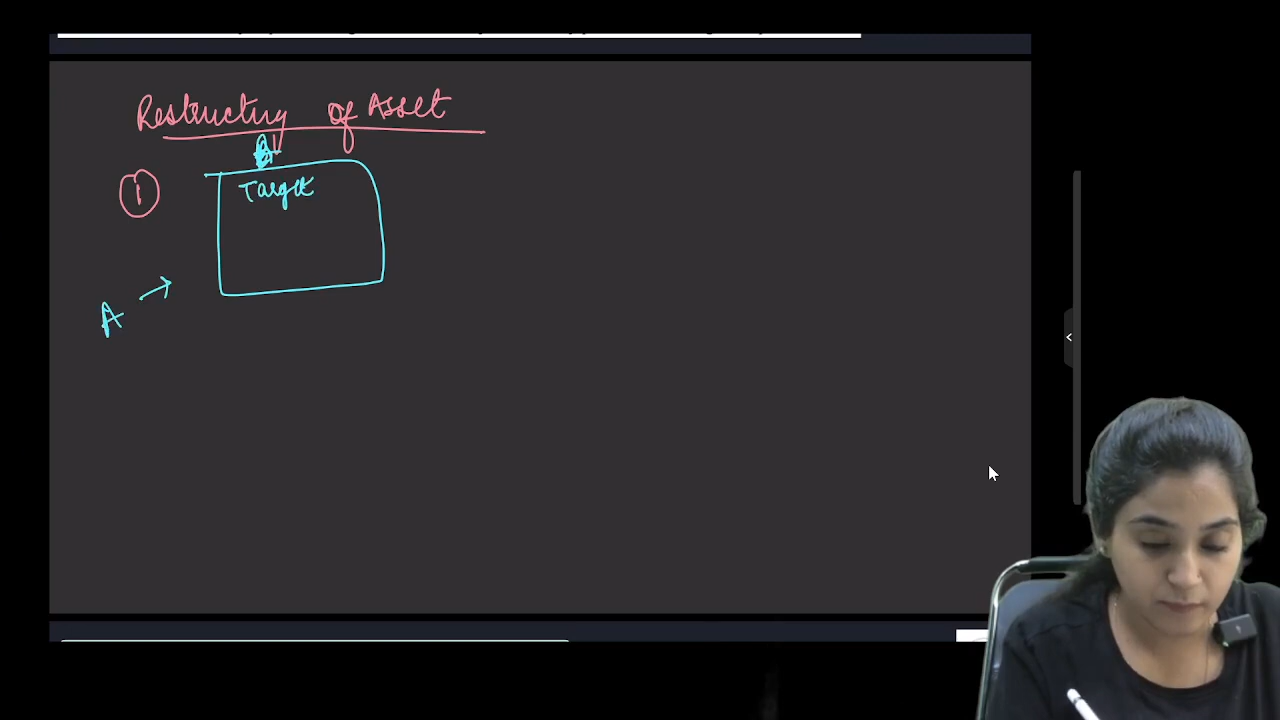 Restructing of Asset
1
Target
A →